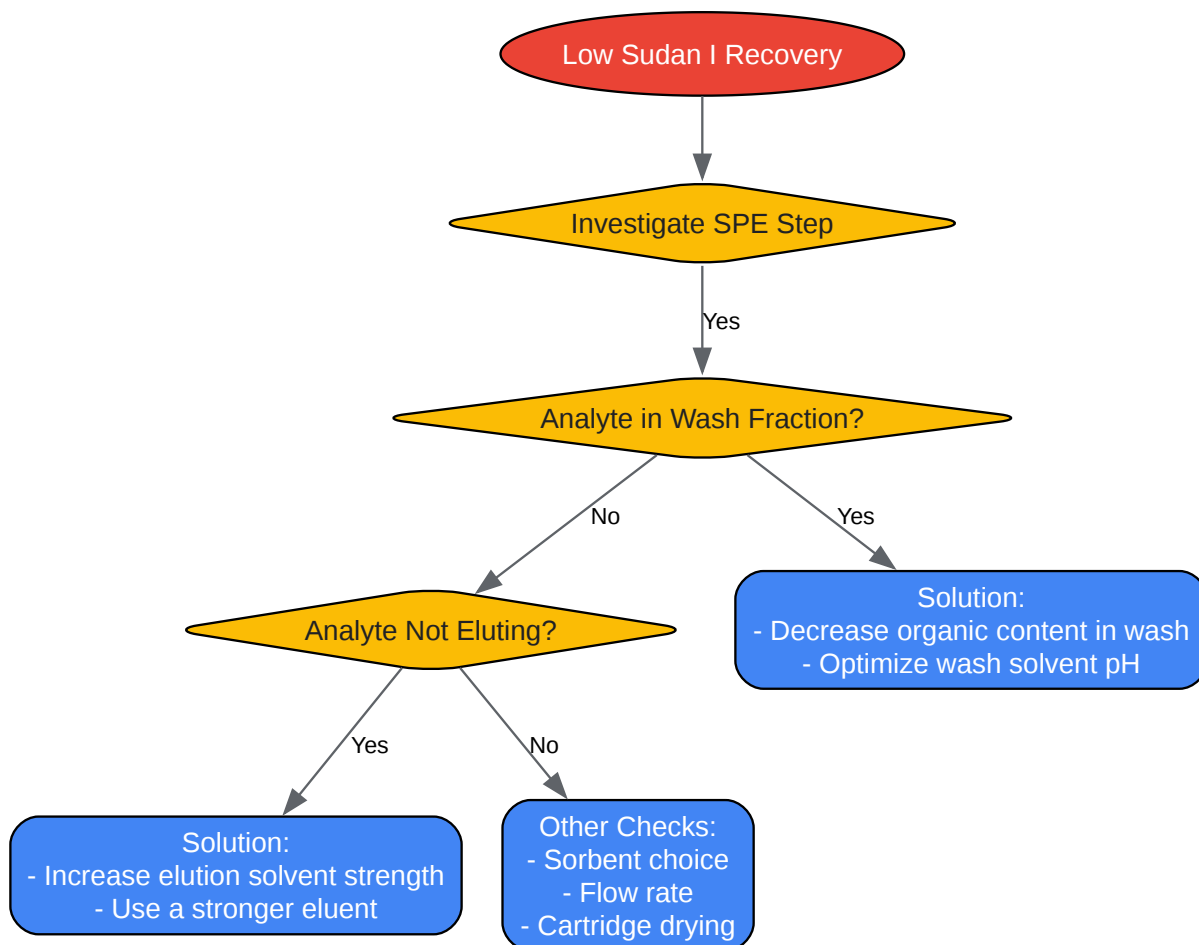 Low Sudan I Recovery
Investigate SPE Step
Yes
Analyte in Wash Fraction?
No
Yes
Solution:
- Decrease organic content in wash
- Optimize wash solvent pH
Analyte Not Eluting?
Yes
No
Solution:
- Increase elution solvent strength
- Use a stronger eluent
Other Checks:
- Sorbent choice
- Flow rate
- Cartridge drying